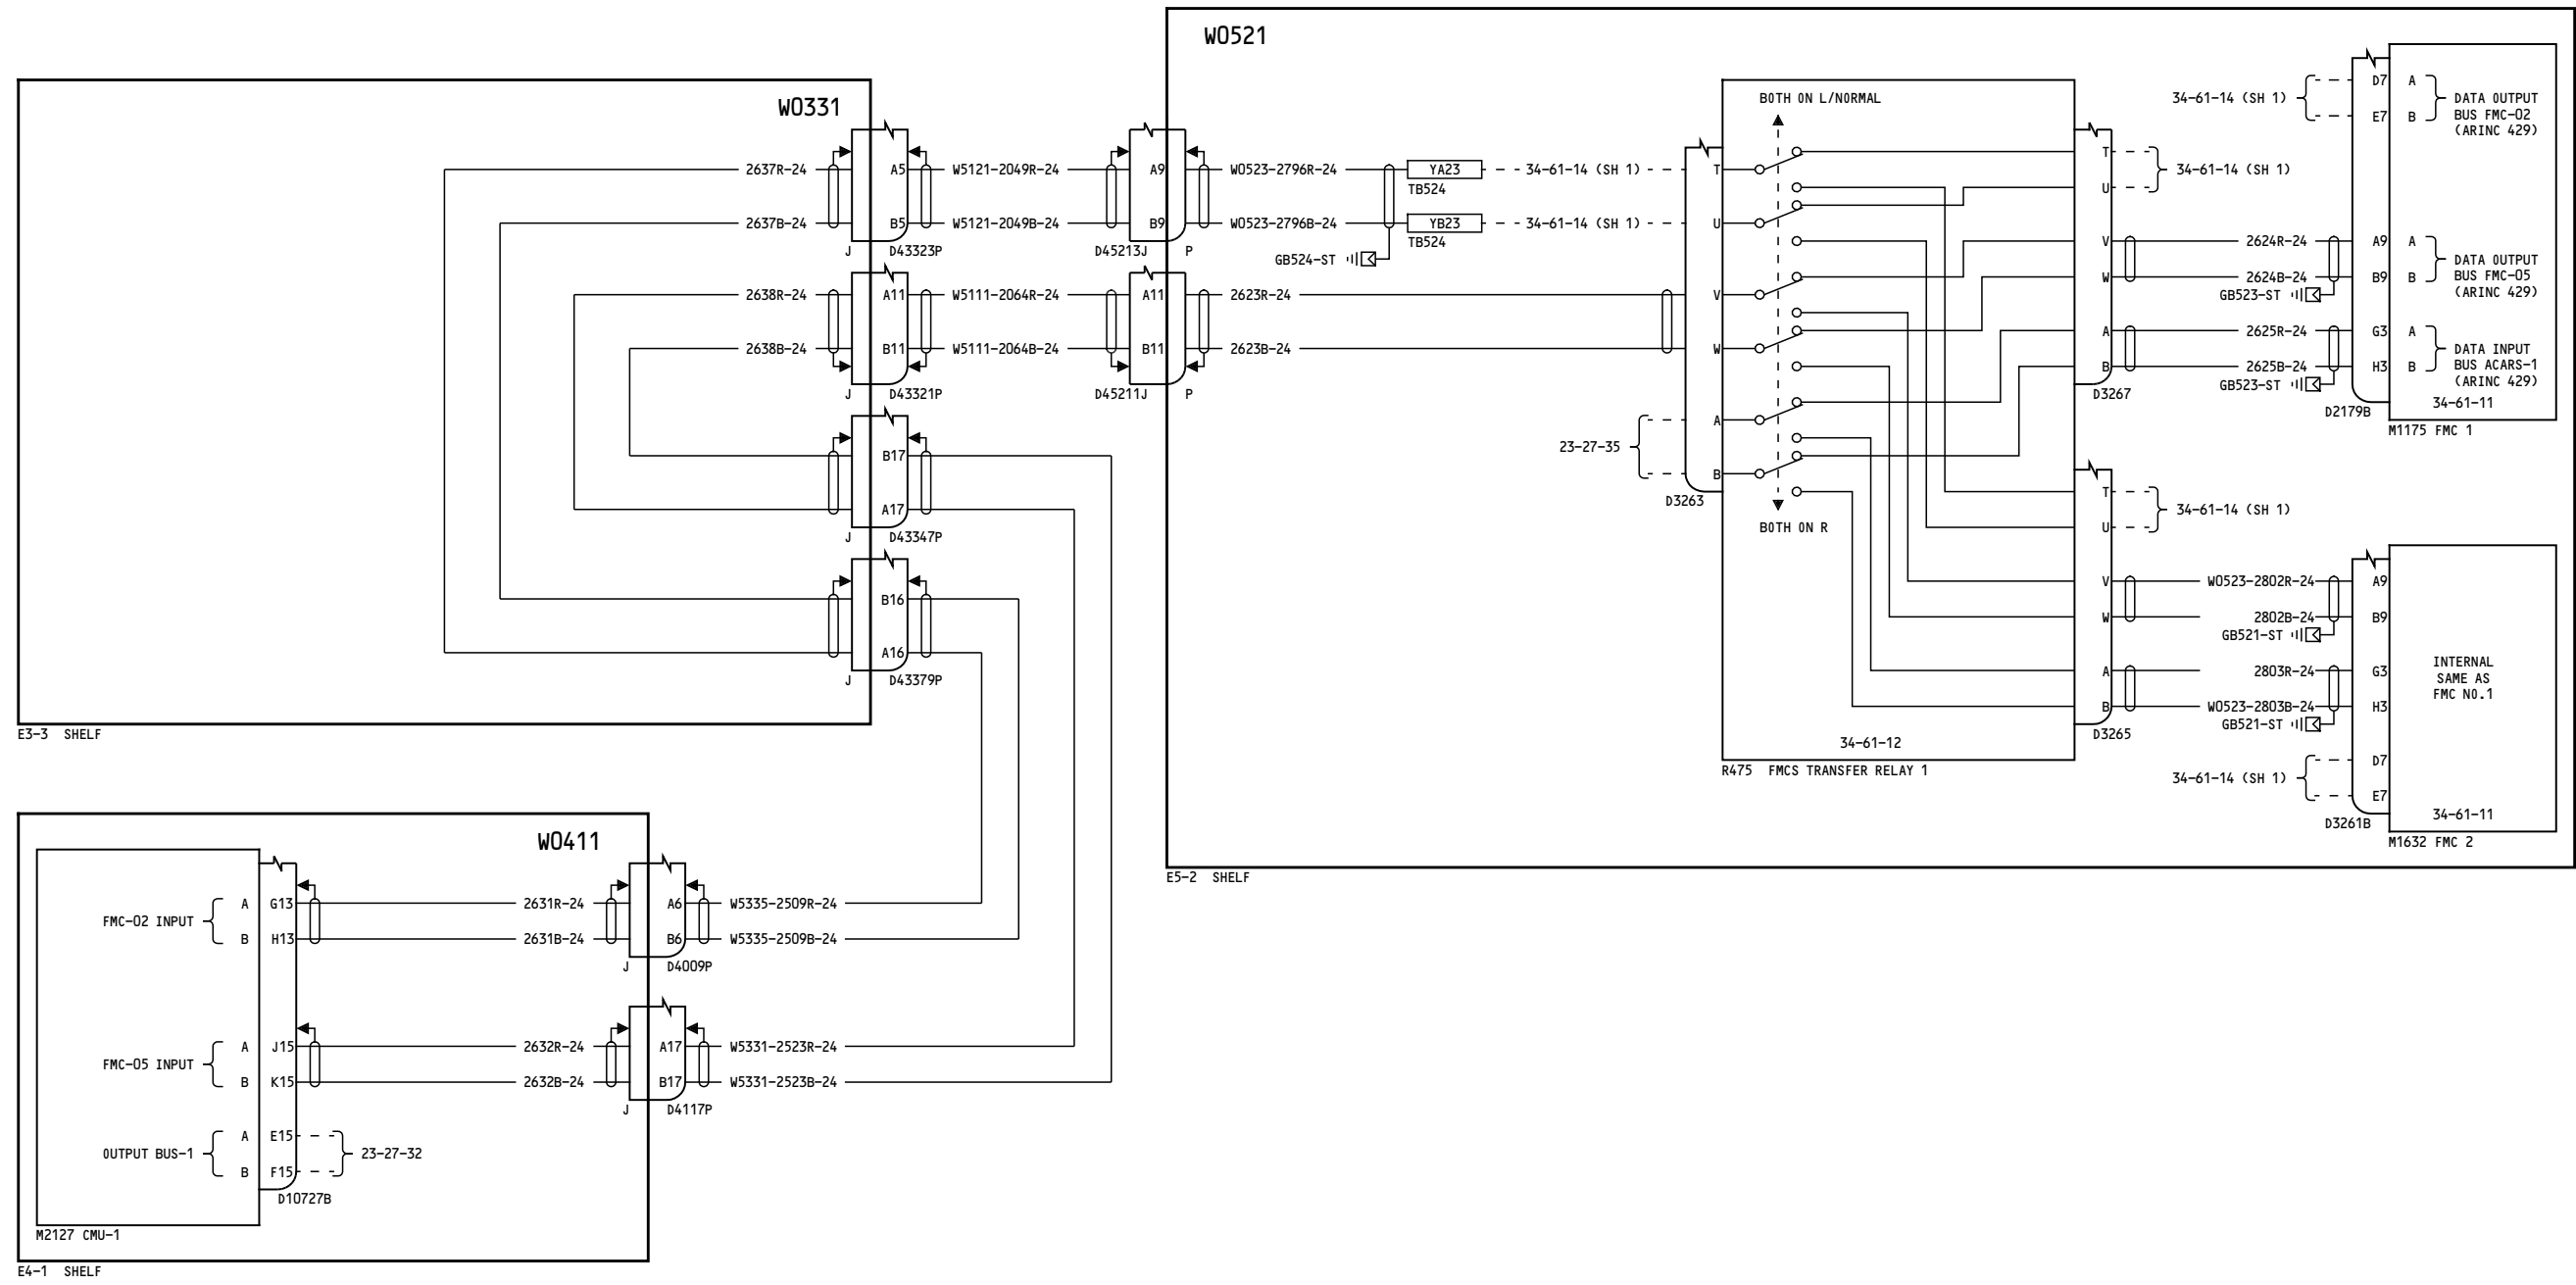 W0331
2637R-24
A5
W5121-2049R-24
A9
2637B-24
B5
W5121-2049B-24
B9
J
D43323P
D45213J
P
2638R-24
A11
W5111-2064R-24
A11
2638B-24
B11
W5111-2064B-24
B11
J
D43321P
D45211J
P
B17
A17
J
D43347P
B16
A16
J
D43379P
E3-3 SHELF
W0521
W0523-2796R-24
YA23
34-61-14 (SH 1)
TB524
W0523-2796B-24
YB23
34-61-14 (SH 1)
TB524
GB524-ST
2623R-24
2623B-24
23-27-35
T
U
V
W
A
B
D3263
BOTH ON L/NORMAL
BOTH ON R
34-61-12
R475 FMCS TRANSFER RELAY 1
T
U
34-61-14 (SH 1)
V
W
A
B
D3267
T
U
34-61-14 (SH 1)
V
W
A
B
D3265
34-61-14 (SH 1)
D7
A
E7
B
DATA OUTPUT
BUS FMC-02
(ARINC 429)
2624R-24
A9
A
2624B-24
B9
B
GB523-ST
DATA OUTPUT
BUS FMC-05
(ARINC 429)
2625R-24
G3
A
2625B-24
H3
B
GB523-ST
DATA INPUT
BUS ACARS-1
(ARINC 429)
34-61-11
D2179B
M1175 FMC 1
W0523-2802R-24
A9
2802B-24
B9
GB521-ST
2803R-24
G3
W0523-2803B-24
H3
GB521-ST
INTERNAL
SAME AS
FMC NO.1
34-61-14 (SH 1)
D7
E7
34-61-11
D3261B
M1632 FMC 2
E5-2 SHELF
W0411
FMC-02 INPUT
A
G13
2631R-24
A6
W5335-2509R-24
B
H13
2631B-24
B6
W5335-2509B-24
J
D4009P
FMC-05 INPUT
A
J15
2632R-24
A17
W5331-2523R-24
B
K15
2632B-24
B17
W5331-2523B-24
J
D4117P
OUTPUT BUS-1
A
E15
B
F15
23-27-32
D10727B
M2127 CMU-1
E4-1 SHELF